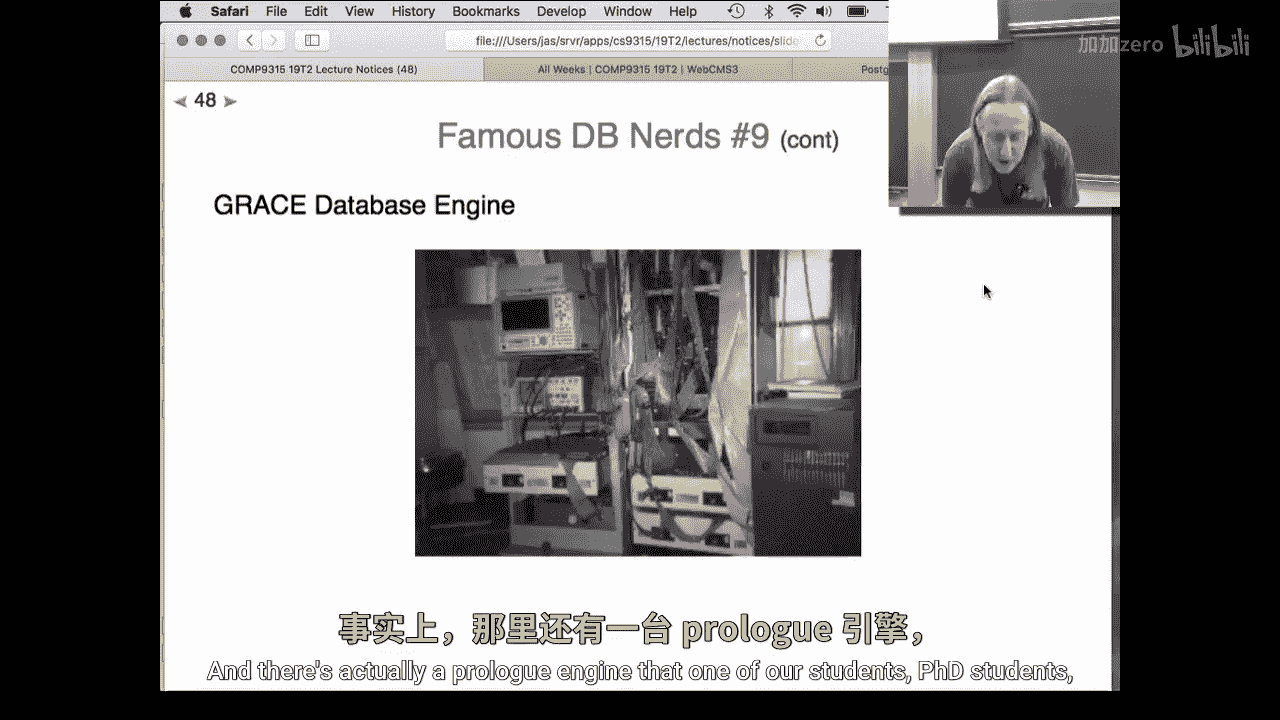 Safari File Edit View History Bookmarks Develop Window Help
file:///Users/jas/srvr/apps/cs9315/19T2/lectures/notices/slide
COMP9315 19T2 Lecture Notices (48)
All Weeks | COMP9315 19T2 | WebCMS3
Postg
加加zero bilibili
48
Famous DB Nerds #9 (cont)
GRACE Database Engine
事实上，那里还有一台 prologue 引擎，
And there's actually a prologue engine that one of our students, PhD students,